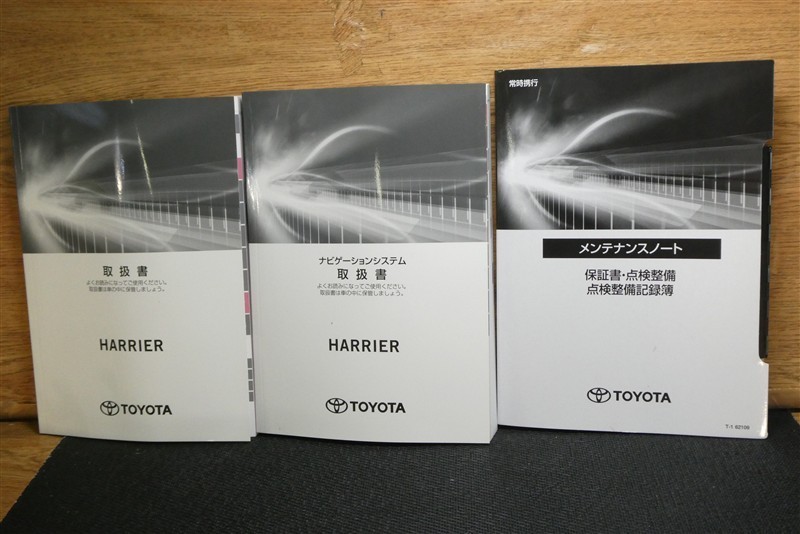 取扱書
よくお読みになってご使用ください。
取扱書は車の中に保管しましょう。
HARRIER
TOYOTA
ナビゲーションシステム
取扱書
よくお読みになってご使用ください。
取扱書は車の中に保管しましょう。
HARRIER
TOYOTA
常時携行
メンテナンスノート
保証書・点検整備
点検整備記録簿
TOYOTA
T-1 62108